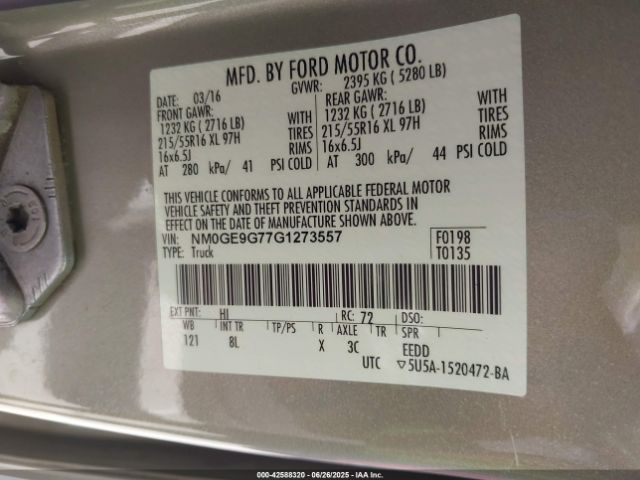 MFD. BY FORD MOTOR CO.
DATE: 03/16 GVWR: 2395 KG ( 5280 LB)
FRONT GAWR: REAR GAWR:
1232 KG ( 2716 LB) WITH 1232 KG ( 2716 LB) WITH
215/55R16 XL 97H TIRES 215/55R16 XL 97H TIRES
16x6.5J RIMS 16x6.5J RIMS
AT 280 kPa/ 41 PSI COLD AT 300 kPa/ 44 PSI COLD
THIS VEHICLE CONFORMS TO ALL APPLICABLE FEDERAL MOTOR
VEHICLE SAFETY AND THEFT PREVENTION STANDARDS IN
EFFECT ON THE DATE OF MANUFACTURE SHOWN ABOVE.
VIN: NM0GE9G77G1273557 F0198
TYPE: Truck T0135
EXT PNT: HI RC: 72 DSO:
WB INT TR TP/PS R AXLE TR SPR
121 8L X 3C EEDD
UTC ▽5U5A-1520472-BA
000-42588320 06/26/2025 IAA Inc.